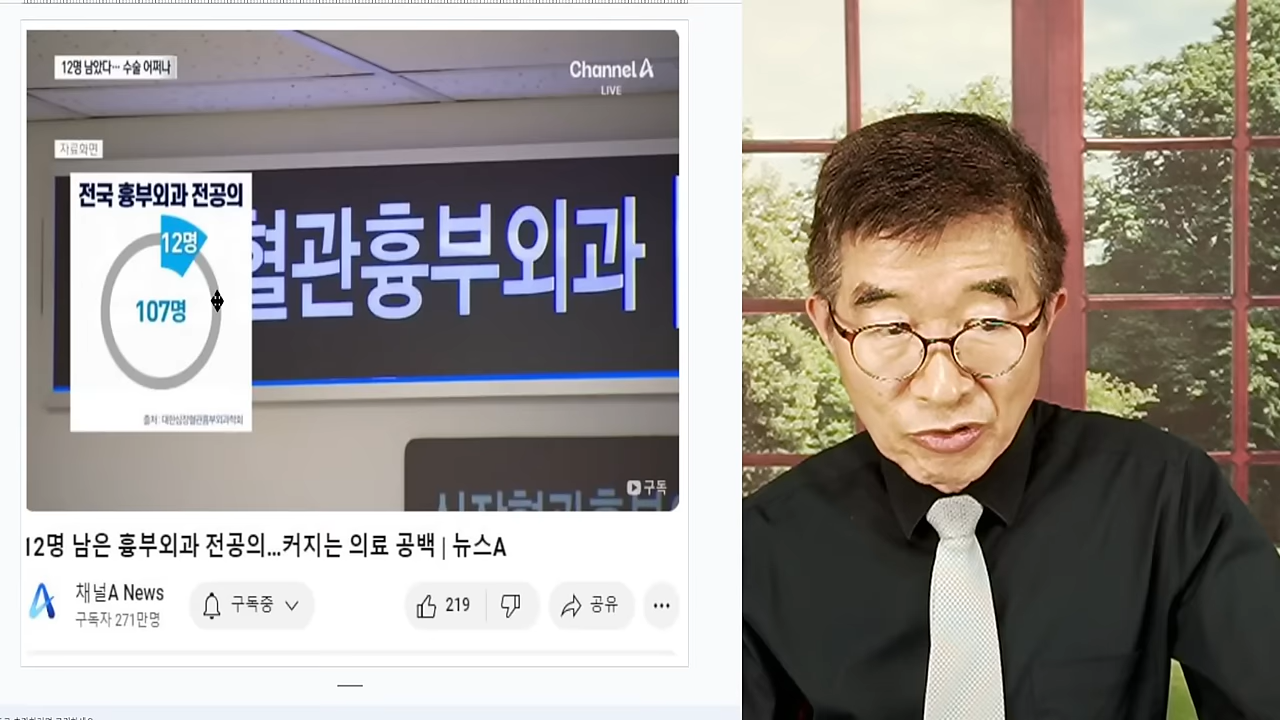 12명 남았다… 수술 어쩌나
Channel A
LIVE
자료화면
전국 흉부외과 전공의
12명
107명
출처 : 대한심장혈관흉부외과학회
혈관흉부외과
구독
12명 남은 흉부외과 전공의...커지는 의료 공백 | 뉴스A
채널A News
구독자 271만명
구독중
219
공유